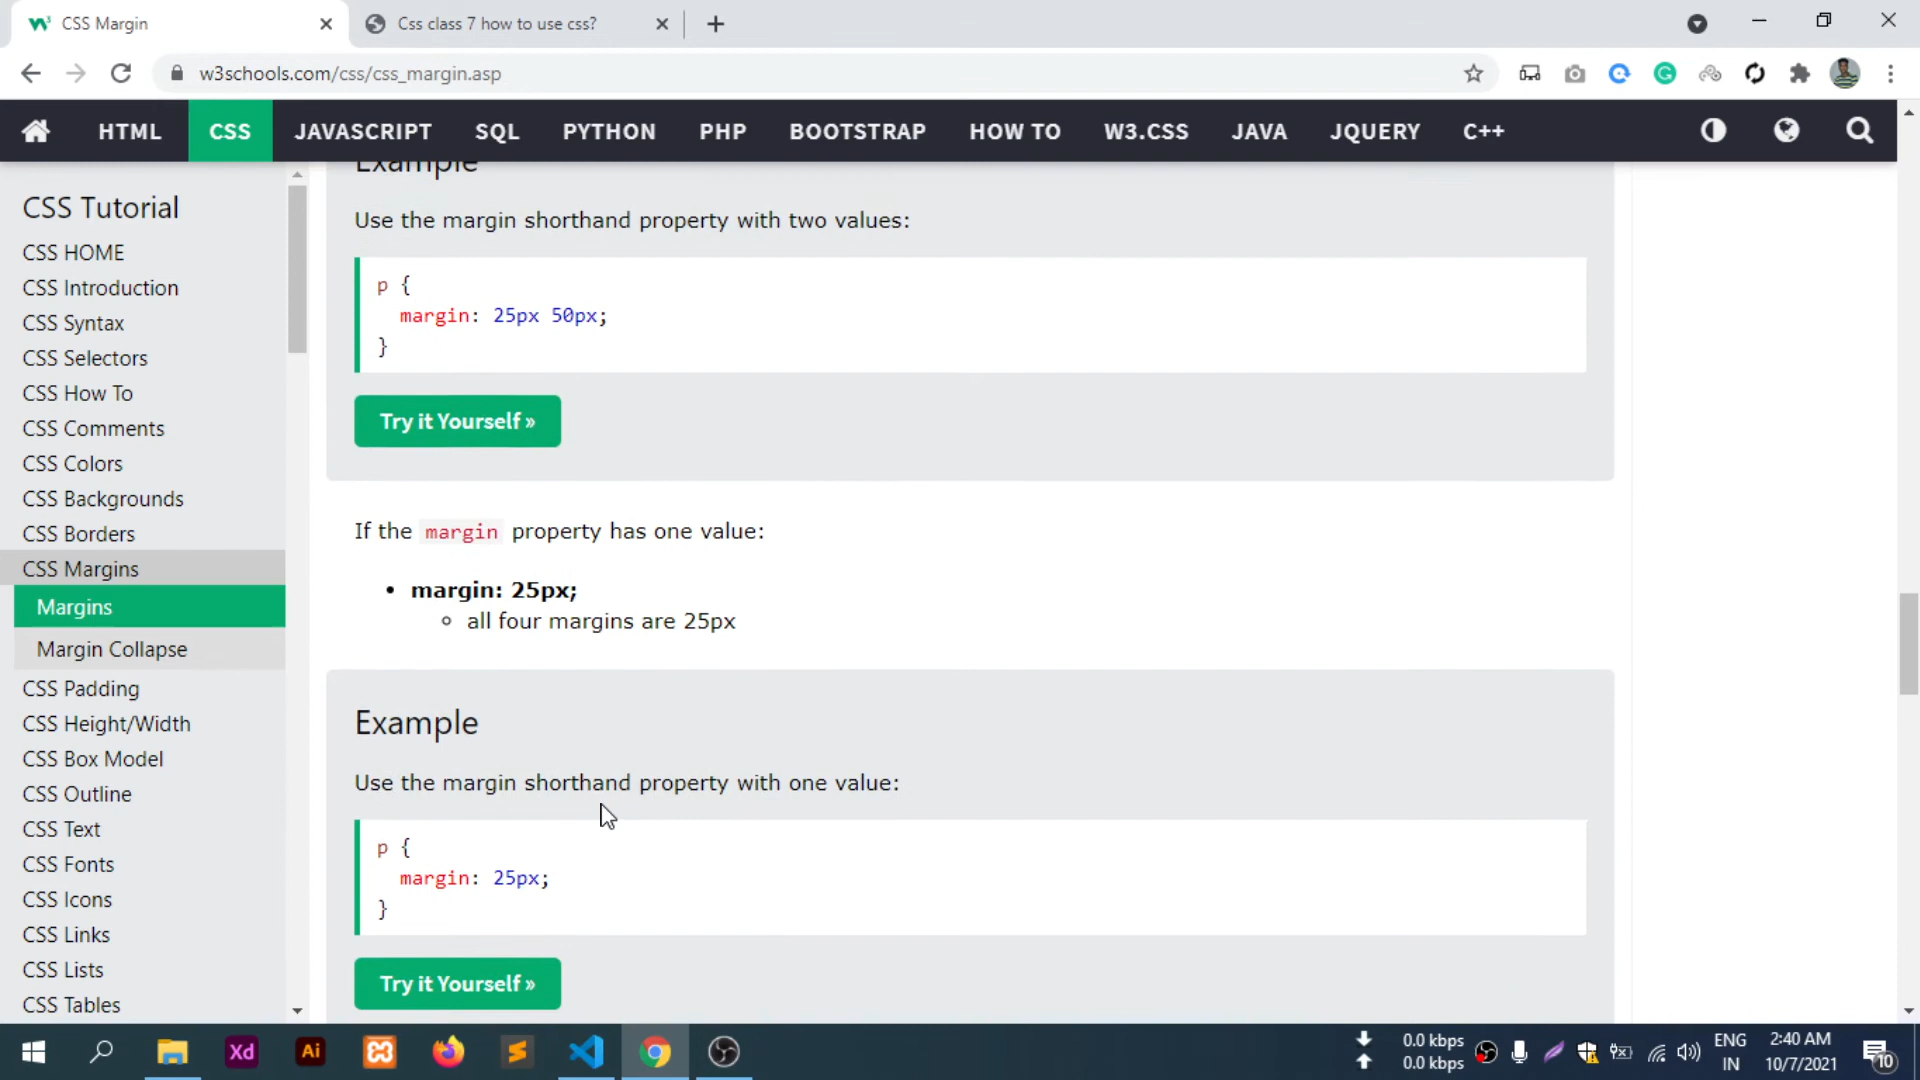 CSS Margin
Css class 7 how to use css?
w3schools.com/css/css_margin.asp
HTML CSS JAVASCRIPT SQL PYTHON PHP BOOTSTRAP HOW TO W3.CSS JAVA JQUERY C++
CSS Tutorial
CSS HOME
CSS Introduction
CSS Syntax
CSS Selectors
CSS How To
CSS Comments
CSS Colors
CSS Backgrounds
CSS Borders
CSS Margins
Margins
Margin Collapse
CSS Padding
CSS Height/Width
CSS Box Model
CSS Outline
CSS Text
CSS Fonts
CSS Icons
CSS Links
CSS Lists
CSS Tables
Example
Use the margin shorthand property with two values:
p {
margin: 25px 50px;
}
Try it Yourself »
If the margin property has one value:
• margin: 25px;
◦ all four margins are 25px
Example
Use the margin shorthand property with one value:
p {
margin: 25px;
}
Try it Yourself »
Xd
Ai
0.0 kbps
0.0 kbps
ENG
IN
2:40 AM
10/7/2021
10